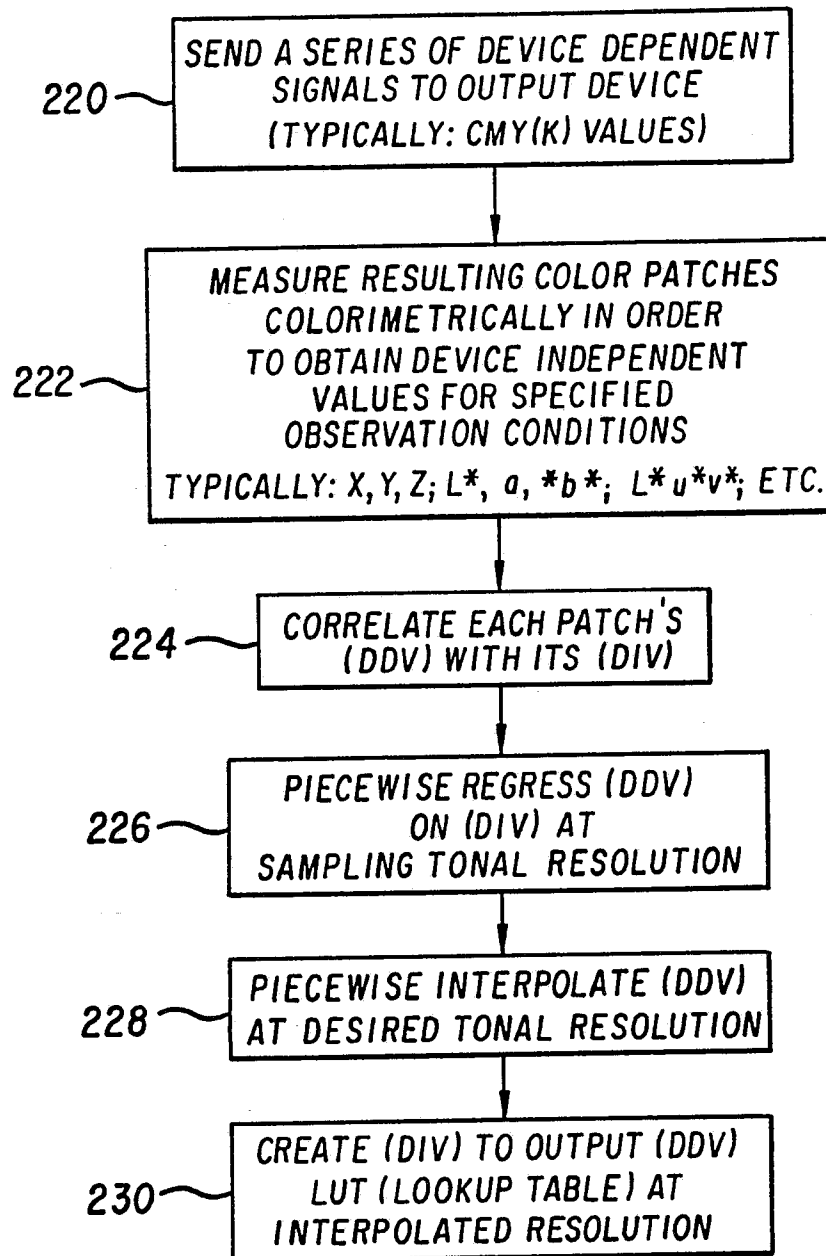 SEND A SERIES OF DEVICE DEPENDENT
SIGNALS TO OUTPUT DEVICE
(TYPICALLY: CMY(K) VALUES)
220
MEASURE RESULTING COLOR PATCHES
COLORIMETRICALLY IN ORDER
TO OBTAIN DEVICE INDEPENDENT
VALUES FOR SPECIFIED
OBSERVATION CONDITIONS
TYPICALLY: X, Y, Z; L*, a, *b*; L* u*v*; ETC.
222
CORRELATE EACH PATCH'S
(DDV) WITH ITS (DIV)
224
PIECEWISE REGRESS (DDV)
ON (DIV) AT
SAMPLING TONAL RESOLUTION
226
PIECEWISE INTERPOLATE (DDV)
AT DESIRED TONAL RESOLUTION
228
CREATE (DIV) TO OUTPUT (DDV)
LUT (LOOKUP TABLE) AT
INTERPOLATED RESOLUTION
230